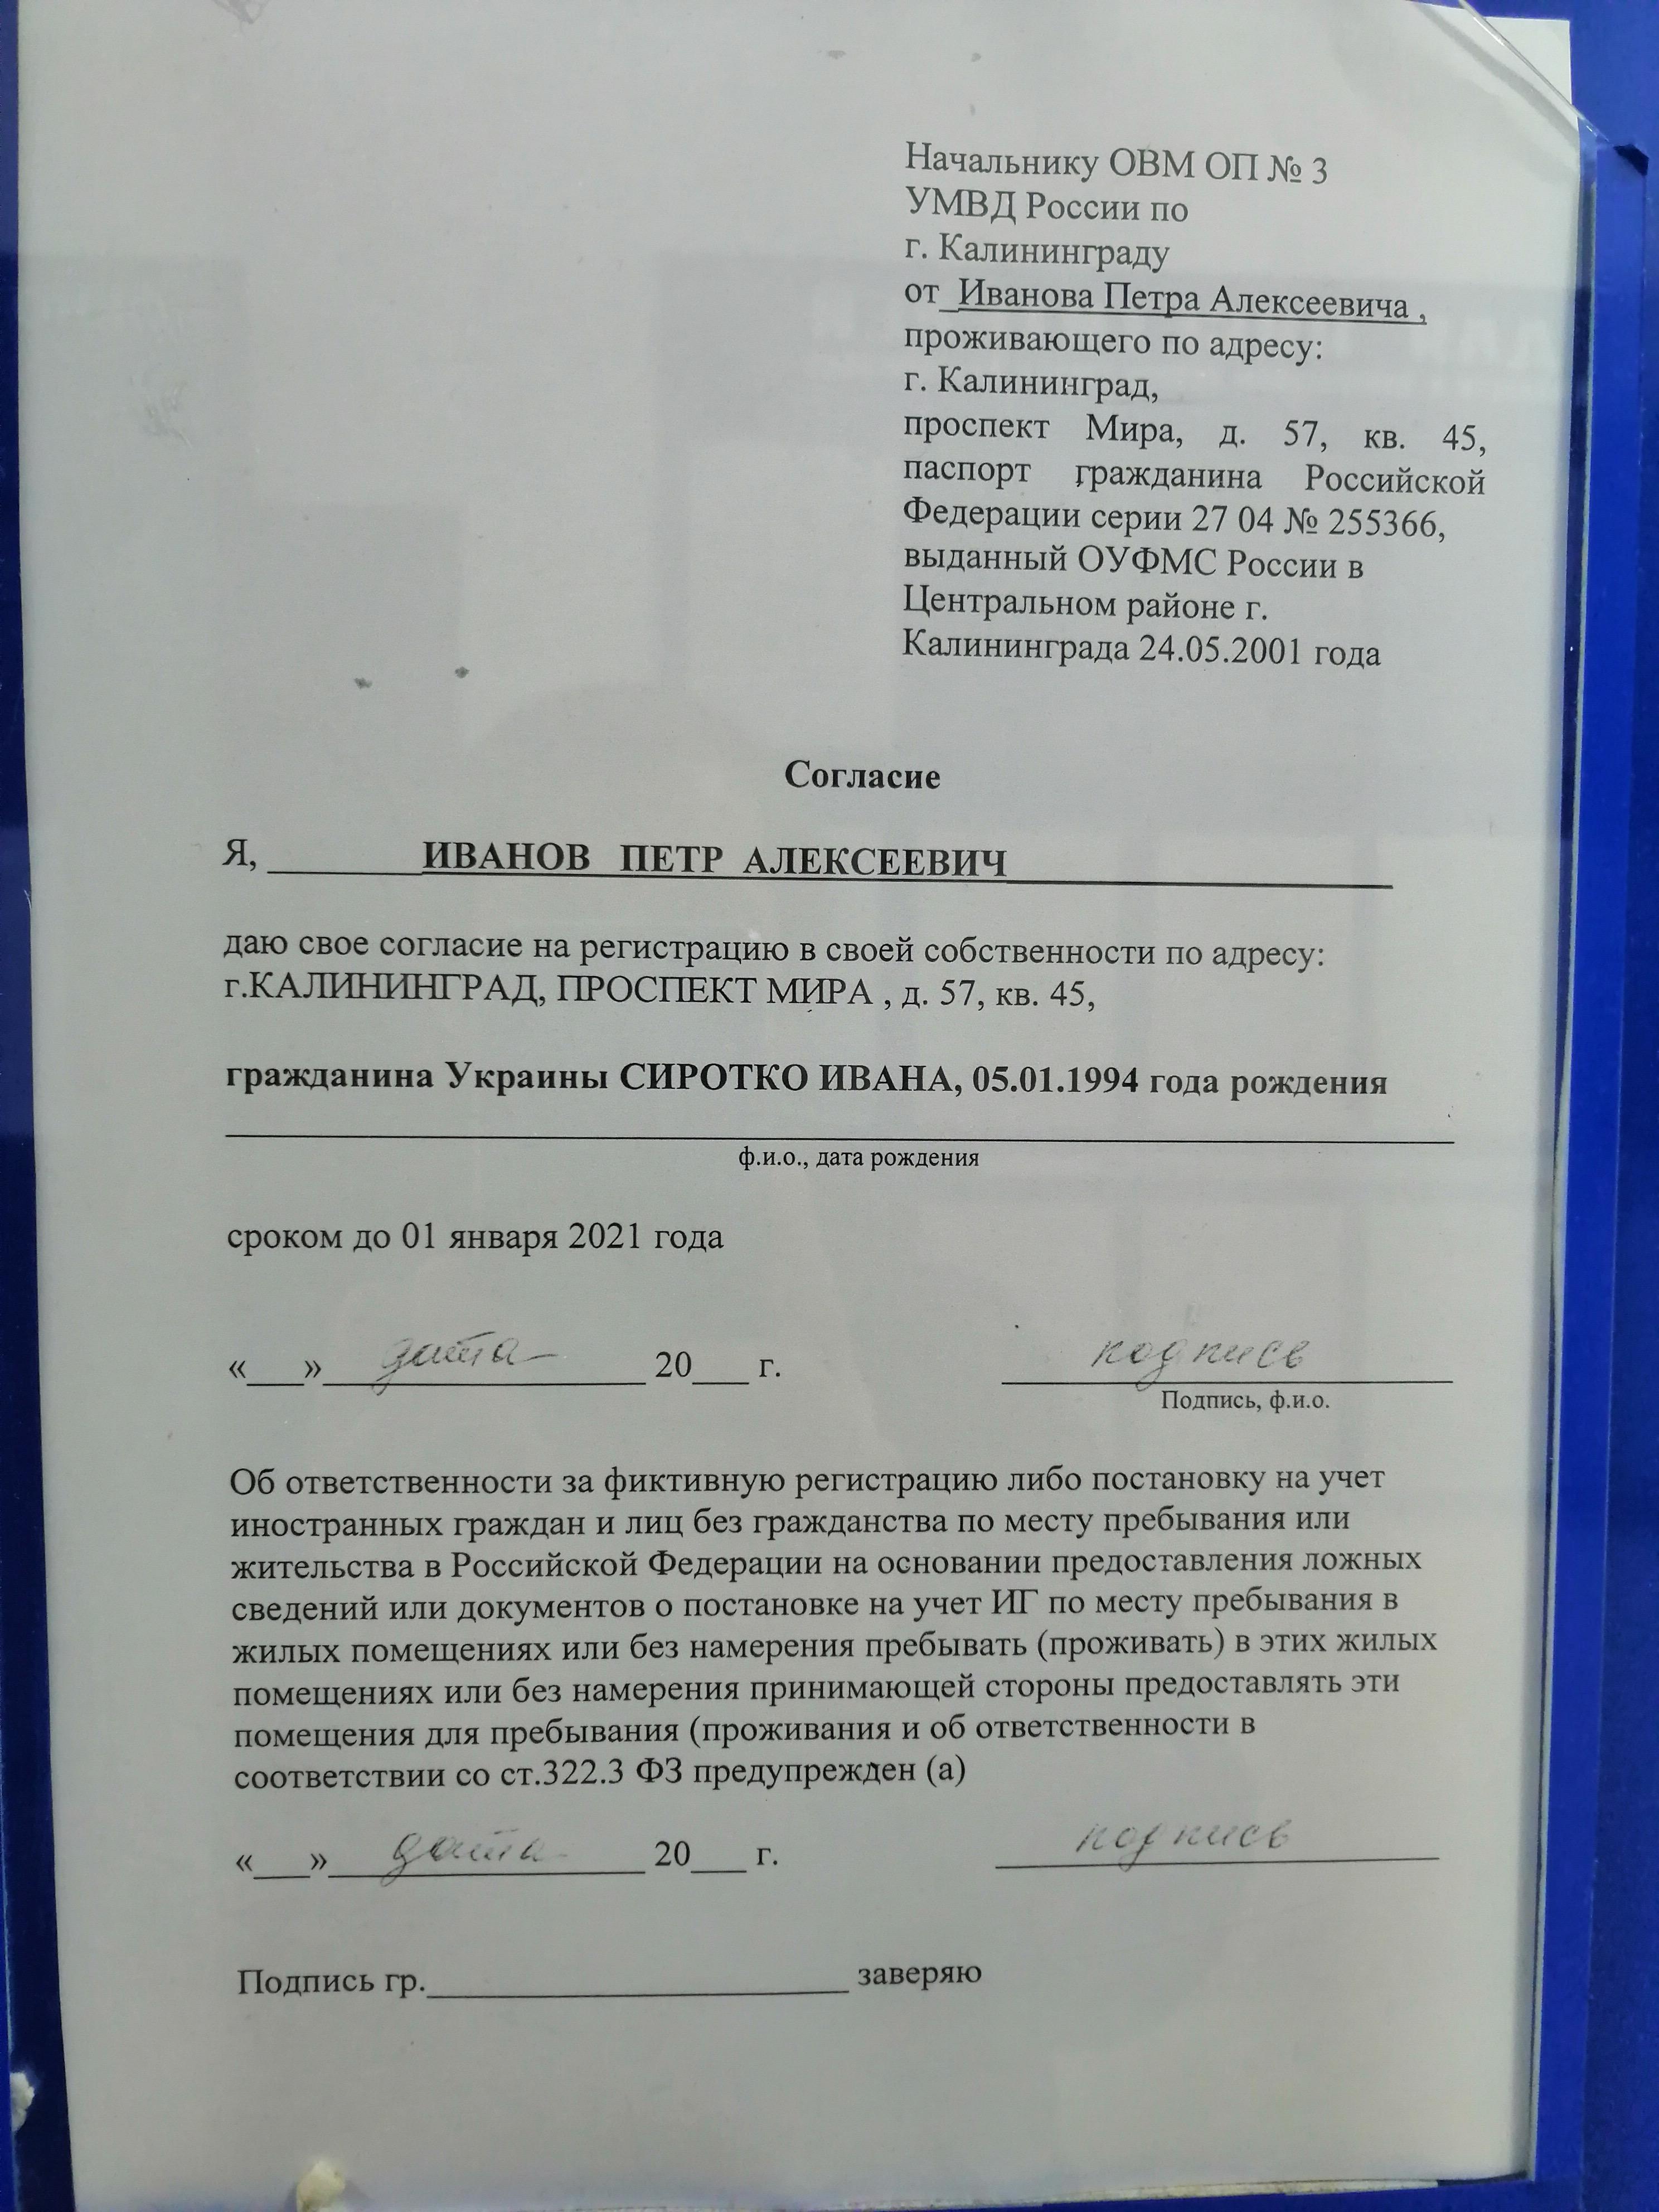 Начальнику ОВМ ОП № 3
УМВД России по
г. Калининграду
от_Иванова Петра Алексеевича ,
проживающего по адресу:
г. Калининград,
проспект Мира, д. 57, кв. 45,
паспорт гражданина Российской
Федерации серии 27 04 № 255366,
выданный ОУФМС России в
Центральном районе г.
Калининграда 24.05.2001 года
Согласие
Я, ________ИВАНОВ ПЕТР АЛЕКСЕЕВИЧ____________________
даю свое согласие на регистрацию в своей собственности по адресу:
г.КАЛИНИНГРАД, ПРОСПЕКТ МИРА , д. 57, кв. 45,
гражданина Украины СИРОТКО ИВАНА, 05.01.1994 года рождения
ф.и.о., дата рождения
сроком до 01 января 2021 года
«___» дата 20___ г. подпись
Подпись, ф.и.о.
Об ответственности за фиктивную регистрацию либо постановку на учет
иностранных граждан и лиц без гражданства по месту пребывания или
жительства в Российской Федерации на основании предоставления ложных
сведений или документов о постановке на учет ИГ по месту пребывания в
жилых помещениях или без намерения пребывать (проживать) в этих жилых
помещениях или без намерения принимающей стороны предоставлять эти
помещения для пребывания (проживания и об ответственности в
соответствии со ст.322.3 ФЗ предупрежден (а)
«___» дата 20___ г. подпись
Подпись гр.______________________ заверяю